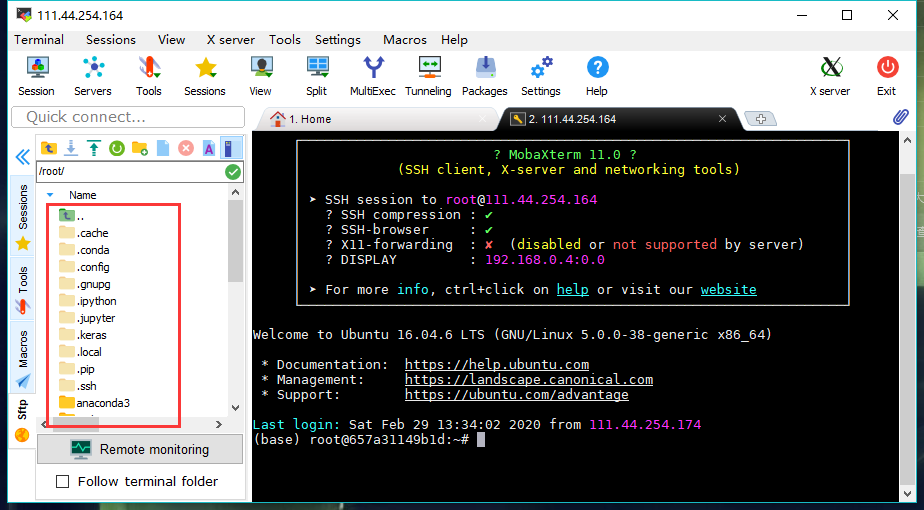 111.44.254.164
Terminal Sessions View X server Tools Settings Macros Help
Session Servers Tools Sessions View Split MultiExec Tunneling Packages Settings Help X server Exit
Quick connect...
1. Home
2. 111.44.254.164
/root/
Name
..
.cache
.conda
.config
.gnupg
.ipython
.jupyter
.keras
.local
.pip
.ssh
anaconda3
Sessions
Tools
Macros
Sftp
Remote monitoring
Follow terminal folder
? MobaXterm 11.0 ?
(SSH client, X-server and networking tools)
➤ SSH session to root@111.44.254.164
? SSH compression : ✔
? SSH-browser : ✔
? X11-forwarding : ✘ (disabled or not supported by server)
? DISPLAY : 192.168.0.4:0.0
➤ For more info, ctrl+click on help or visit our website
Welcome to Ubuntu 16.04.6 LTS (GNU/Linux 5.0.0-38-generic x86_64)
* Documentation: https://help.ubuntu.com
* Management: https://landscape.canonical.com
* Support: https://ubuntu.com/advantage
Last login: Sat Feb 29 13:34:02 2020 from 111.44.254.174
(base) root@657a31149b1d:~#